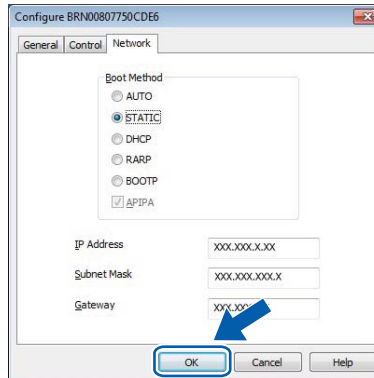 Configure BRN00807750CDE6
General Control Network
Boot Method
AUTO
STATIC
DHCP
RARP
BOOTP
APIPA
IP Address XXX.XXX.X.XX
Subnet Mask XXX.XXX.XXX.X
Gateway
OK Cancel Help